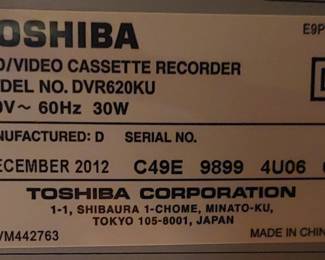 OSHIBA
E9P
D/VIDEO CASSETTE RECORDER
DEL NO. DVR620KU
0V~ 60Hz 30W
NUFACTURED: D SERIAL NO.
ECEMBER 2012 C49E 9899 4U06
TOSHIBA CORPORATION
1-1, SHIBAURA 1-CHOME, MINATO-KU,
TOKYO 105-8001, JAPAN
VM442763 MADE IN CHIN